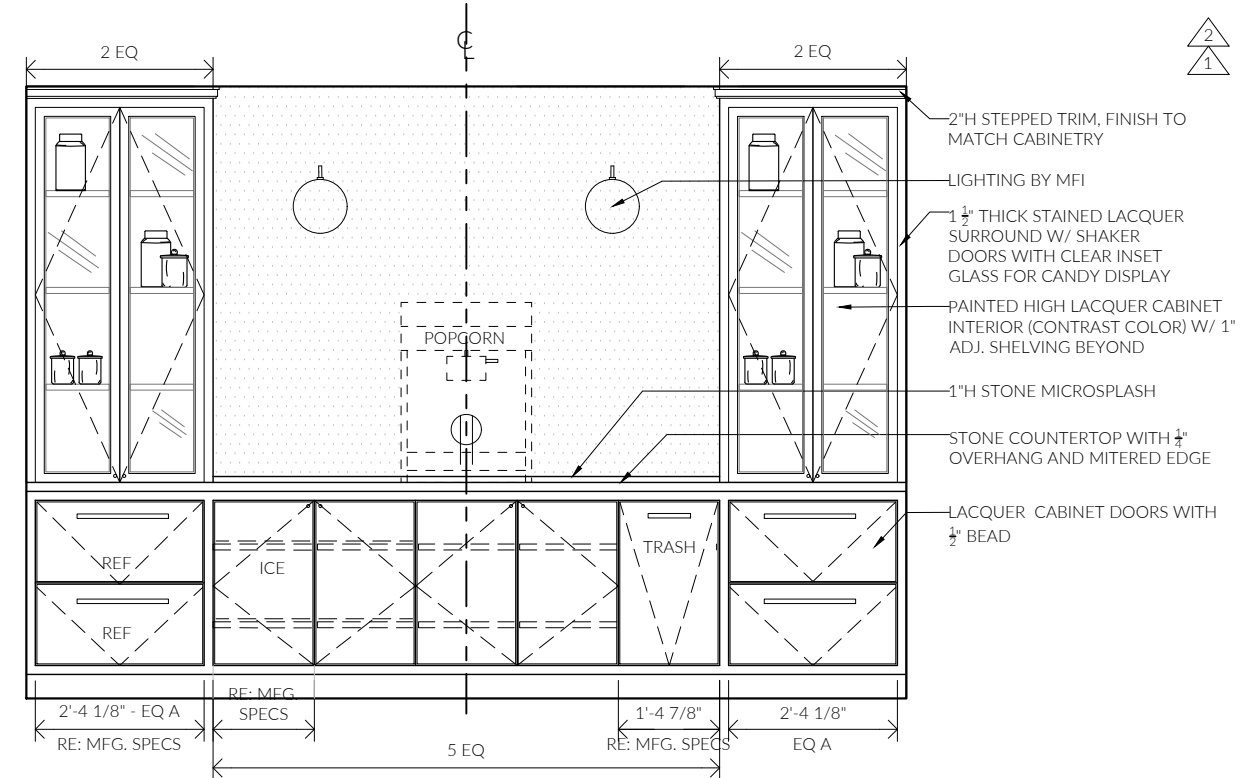 2 EQ
CL
2 EQ
2
1
2"H STEPPED TRIM, FINISH TO
MATCH CABINETRY
LIGHTING BY MFI
1 1/2" THICK STAINED LACQUER
SURROUND W/ SHAKER
DOORS WITH CLEAR INSET
GLASS FOR CANDY DISPLAY
PAINTED HIGH LACQUER CABINET
INTERIOR (CONTRAST COLOR) W/ 1"
ADJ. SHELVING BEYOND
POPCORN
1"H STONE MICROSPLASH
STONE COUNTERTOP WITH 1/4"
OVERHANG AND MITERED EDGE
LACQUER CABINET DOORS WITH
1/2" BEAD
REF
ICE
TRASH
REF
2'-4 1/8" - EQ A
RE: MFG. SPECS
RE: MFG.
SPECS
1'-4 7/8"
RE: MFG. SPECS
2'-4 1/8"
EQ A
5 EQ